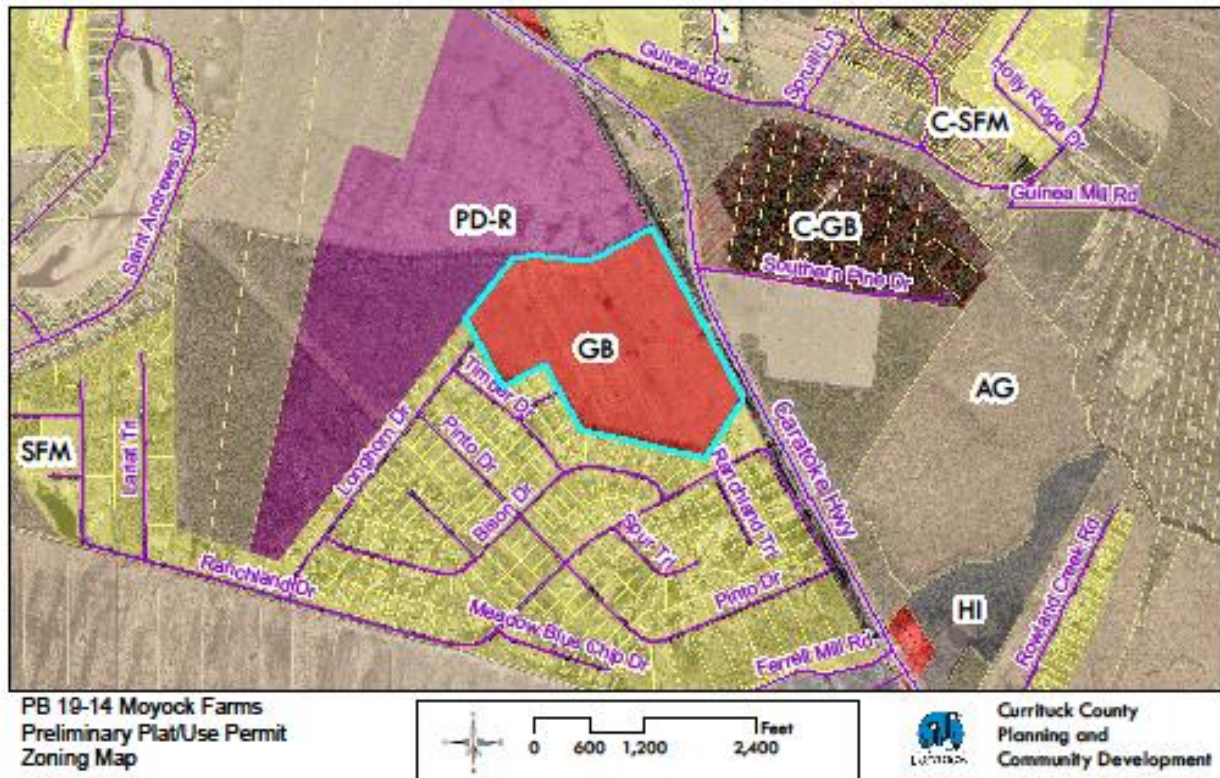 Guinea Rd
Spruill Ln
Holly Ridge Dr
C-SFM
Guinea Mill Rd
Saint Andrews Rd
PD-R
C-GB
Southern Pine Dr
GB
AG
Timber Dr
Longhorn Dr
Pinto Dr
Caratoke Hwy
SFM
Lariat Trl
Bison Dr
Ranchland Trl
Spur Trl
Ranchland Dr
Pinto Dr
Meadow Blue Chip Dr
HI
Rowland Creek Rd
Ferrell Mill Rd
PB 19-14 Moyock Farms
Preliminary Plat/Use Permit
Zoning Map
Feet
0 600 1,200 2,400
Currituck County
Planning and
Community Development